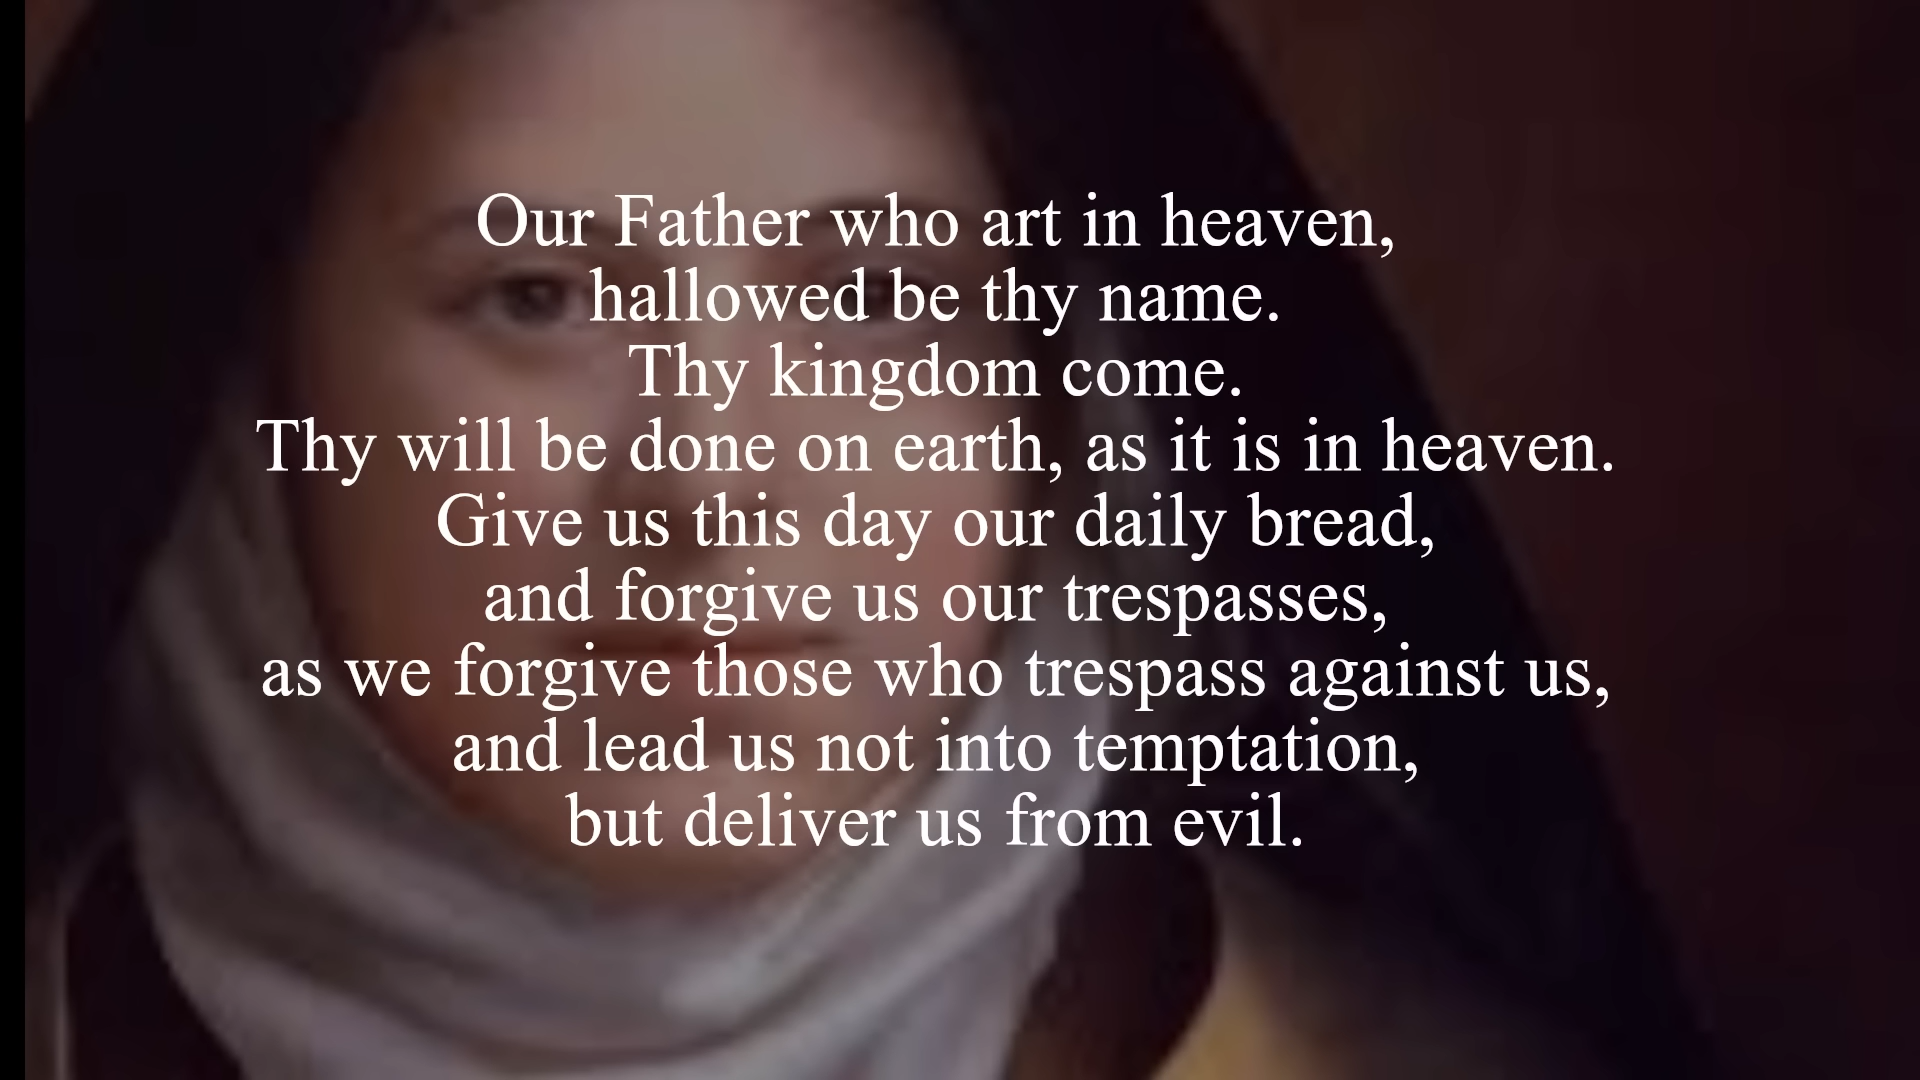 Our Father who art in heaven,
hallowed be thy name.
Thy kingdom come.
Thy will be done on earth, as it is in heaven.
Give us this day our daily bread,
and forgive us our trespasses,
as we forgive those who trespass against us,
and lead us not into temptation,
but deliver us from evil.